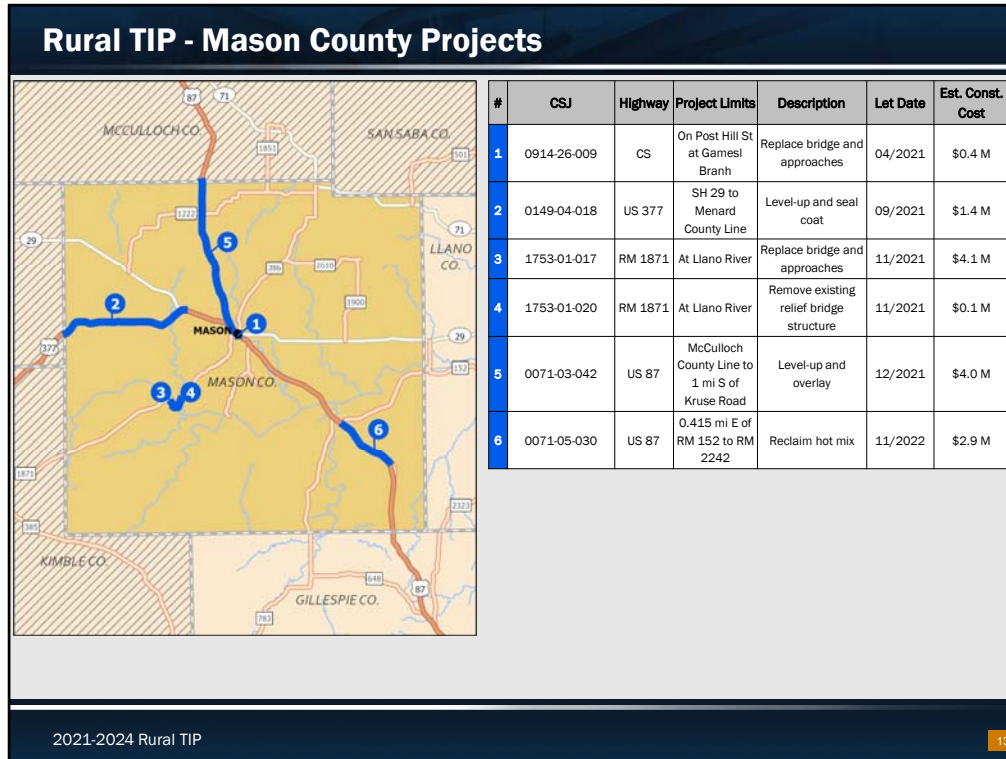 Rural TIP - Mason County Projects
87
71
MCCULLOCH CO.
SAN SABA CO.
1851
501
1222
71
29
5
LLANO
CO.
386
2618
2
1900
MASON
1
29
377
152
3
4
MASON CO.
6
1871
2323
385
KIMBLE CO.
648
87
GILLESPIE CO.
783
# CSJ Highway Project Limits Description Let Date Est. Const.
Cost
1 0914-26-009 CS On Post Hill St
at Gamesl
Branh Replace bridge and
approaches 04/2021 $0.4 M
2 0149-04-018 US 377 SH 29 to
Menard
County Line Level-up and seal
coat 09/2021 $1.4 M
3 1753-01-017 RM 1871 At Llano River Replace bridge and
approaches 11/2021 $4.1 M
4 1753-01-020 RM 1871 At Llano River Remove existing
relief bridge
structure 11/2021 $0.1 M
5 0071-03-042 US 87 McCulloch
County Line to
1 mi S of
Kruse Road Level-up and
overlay 12/2021 $4.0 M
6 0071-05-030 US 87 0.415 mi E of
RM 152 to RM
2242 Reclaim hot mix 11/2022 $2.9 M
2021-2024 Rural TIP
13